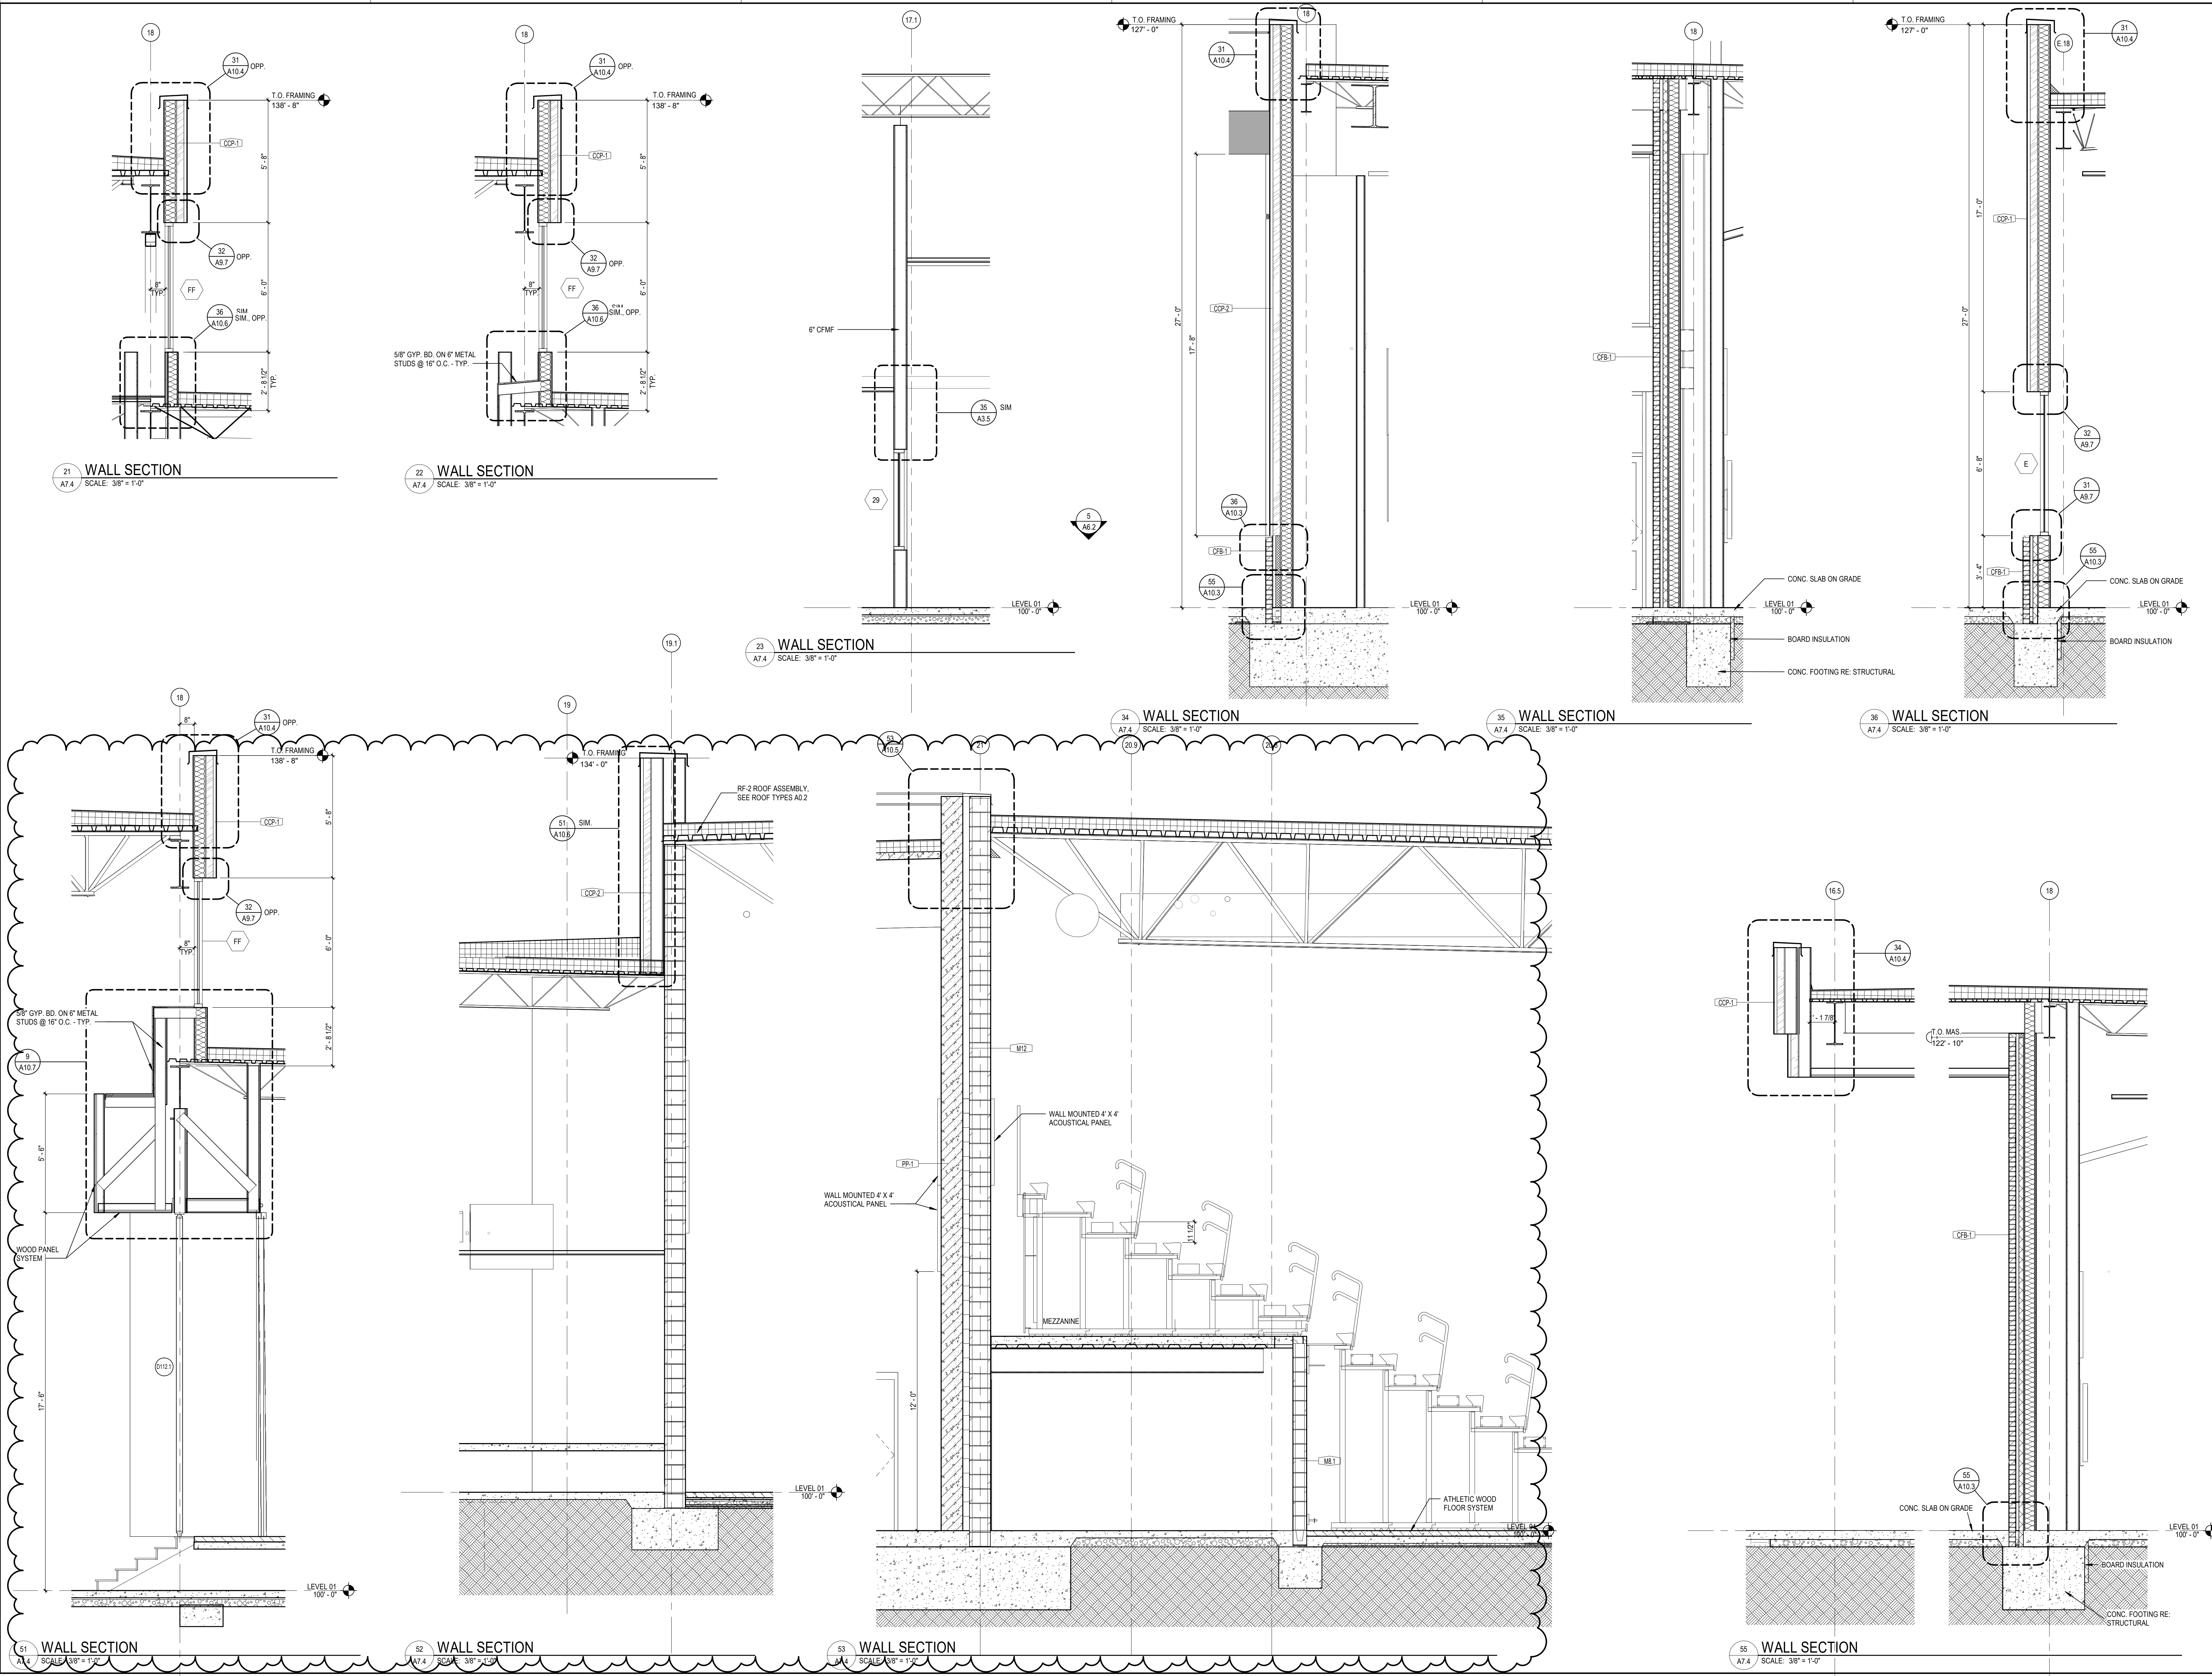 18
31
A10.4
OPP.
T.O. FRAMING
138' - 8"
CCP-1
5' - 8"
32
A9.7
OPP.
8"
TYP.
FF
6' - 0"
36
A10.6
SIM., OPP.
2' - 8 1/2"
TYP.
21
A7.4
WALL SECTION
SCALE: 3/8" = 1'-0"
18
31
A10.4
OPP.
T.O. FRAMING
138' - 8"
CCP-1
5' - 8"
32
A9.7
OPP.
8"
TYP.
FF
6' - 0"
36
A10.6
SIM., OPP.
5/8" GYP. BD. ON 6" METAL
STUDS @ 16" O.C. - TYP.
2' - 8 1/2"
TYP.
22
A7.4
WALL SECTION
SCALE: 3/8" = 1'-0"
17.1
6" CFMF
35
A3.5
SIM
29
LEVEL 01
100' - 0"
23
A7.4
WALL SECTION
SCALE: 3/8" = 1'-0"
5
A6.2
T.O. FRAMING
127' - 0"
18
31
A10.4
27' - 0"
17' - 8"
CCP-2
36
A10.3
CFB-1
55
A10.3
LEVEL 01
100' - 0"
34
A7.4
WALL SECTION
SCALE: 3/8" = 1'-0"
18
CFB-1
CONC. SLAB ON GRADE
LEVEL 01
100' - 0"
BOARD INSULATION
CONC. FOOTING RE: STRUCTURAL
35
A7.4
WALL SECTION
SCALE: 3/8" = 1'-0"
T.O. FRAMING
127' - 0"
E.18
31
A10.4
17' - 0"
CCP-1
27' - 0"
32
A9.7
6' - 8"
E
31
A9.7
55
A10.3
CFB-1
3' - 4"
CONC. SLAB ON GRADE
LEVEL 01
100' - 0"
BOARD INSULATION
36
A7.4
WALL SECTION
SCALE: 3/8" = 1'-0"
18
8"
31
A10.4
OPP.
T.O. FRAMING
138' - 8"
CCP-1
5' - 8"
32
A9.7
OPP.
8"
TYP.
FF
6' - 0"
5/8" GYP. BD. ON 6" METAL
STUDS @ 16" O.C. - TYP.
2' - 8 1/2"
9
A10.7
5' - 6"
WOOD PANEL
SYSTEM
D112.1
17' - 6"
LEVEL 01
100' - 0"
51
A7.4
WALL SECTION
SCALE: 3/8" = 1'-0"
19
19.1
T.O. FRAMING
134' - 0"
RF-2 ROOF ASSEMBLY,
SEE ROOF TYPES A0.2
51
A10.6
SIM.
CCP-2
LEVEL 01
100' - 0"
52
A7.4
WALL SECTION
SCALE: 3/8" = 1'-0"
53
A10.5
21
20.9
M12
WALL MOUNTED 4' X 4'
ACOUSTICAL PANEL
PP-1
WALL MOUNTED 4' X 4'
ACOUSTICAL PANEL
11 1/2"
MEZZANINE
12' - 0"
M8.1
ATHLETIC WOOD
FLOOR SYSTEM
LEVEL 01
100' - 0"
53
A7.4
WALL SECTION
SCALE: 3/8" = 1'-0"
16.5
18
34
A10.4
CCP-1
T.O. MAS.
122' - 10"
CFB-1
55
A10.3
CONC. SLAB ON GRADE
LEVEL 01
100' - 0"
BOARD INSULATION
CONC. FOOTING RE:
STRUCTURAL
55
A7.4
WALL SECTION
SCALE: 3/8" = 1'-0"